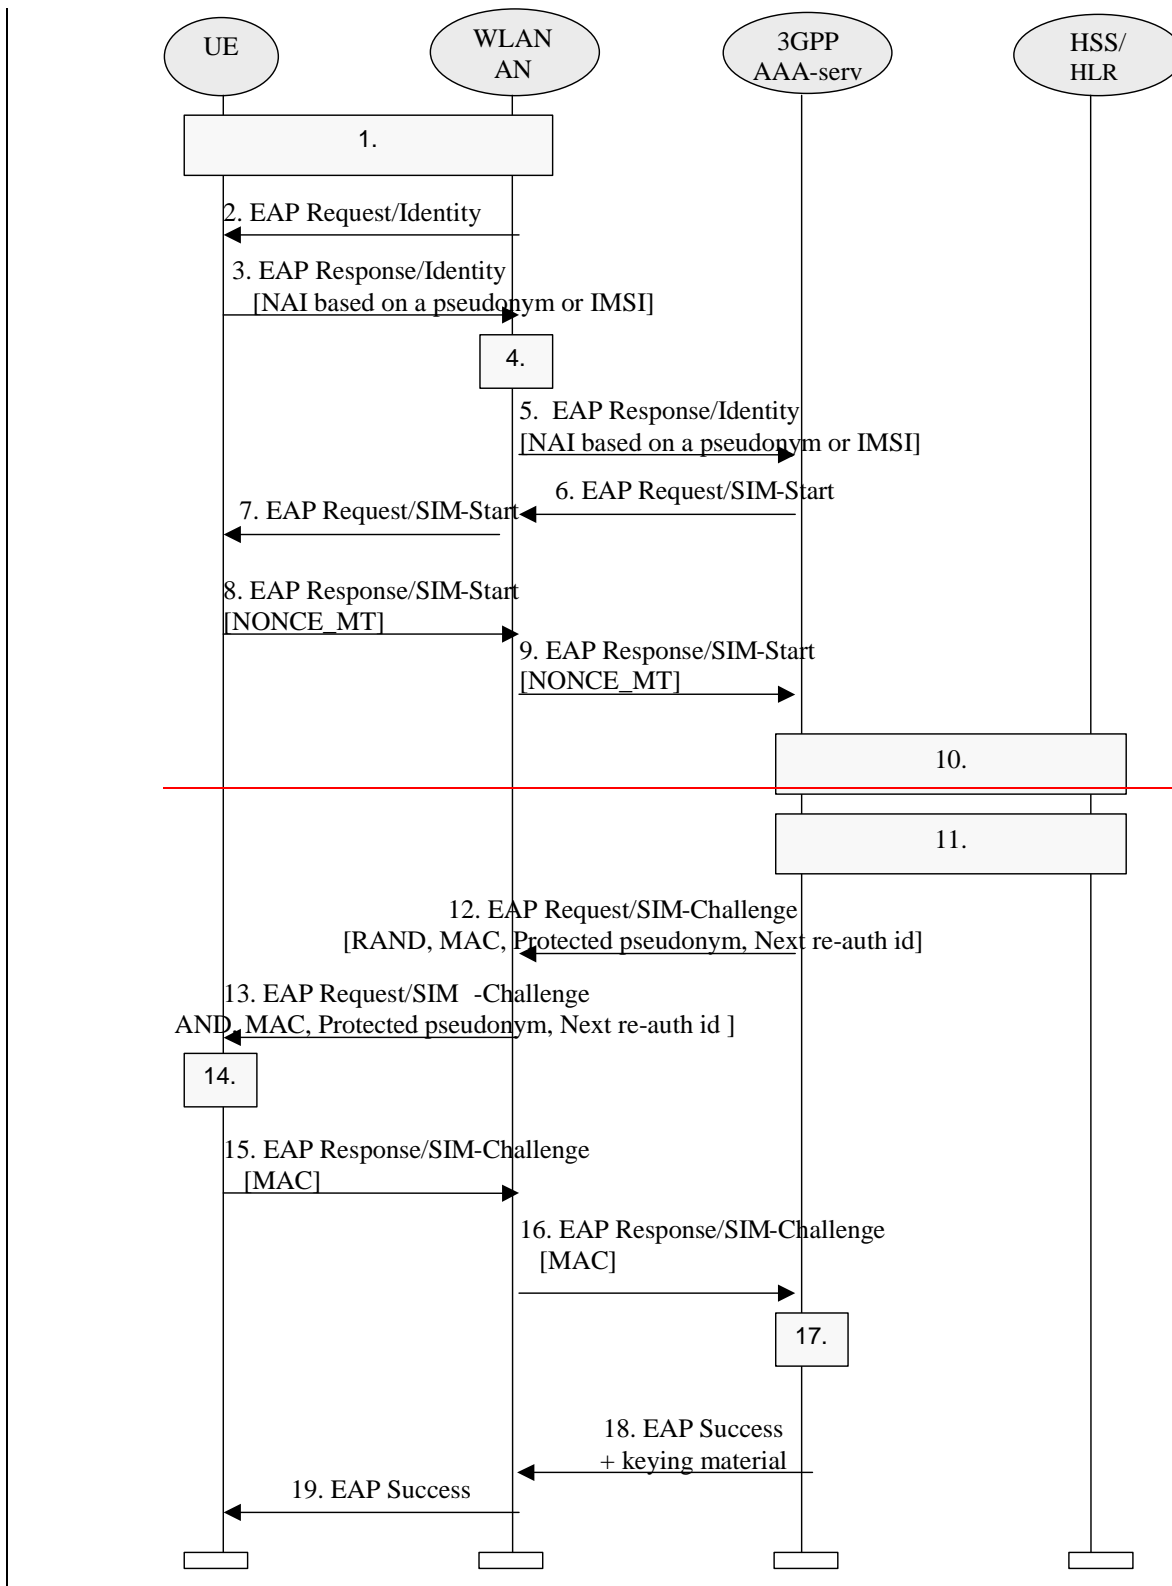 UE
WLAN
AN
3GPP
AAA-serv
HSS/
HLR
1.
2. EAP Request/Identity
3. EAP Response/Identity
[NAI based on a pseudonym or IMSI]
4.
5. EAP Response/Identity
[NAI based on a pseudonym or IMSI]
6. EAP Request/SIM-Start
7. EAP Request/SIM-Start
8. EAP Response/SIM-Start
[NONCE_MT]
9. EAP Response/SIM-Start
[NONCE_MT]
10.
11.
12. EAP Request/SIM-Challenge
[RAND, MAC, Protected pseudonym, Next re-auth id]
13. EAP Request/SIM -Challenge
AND, MAC, Protected pseudonym, Next re-auth id ]
14.
15. EAP Response/SIM-Challenge
[MAC]
16. EAP Response/SIM-Challenge
[MAC]
17.
18. EAP Success
+ keying material
19. EAP Success